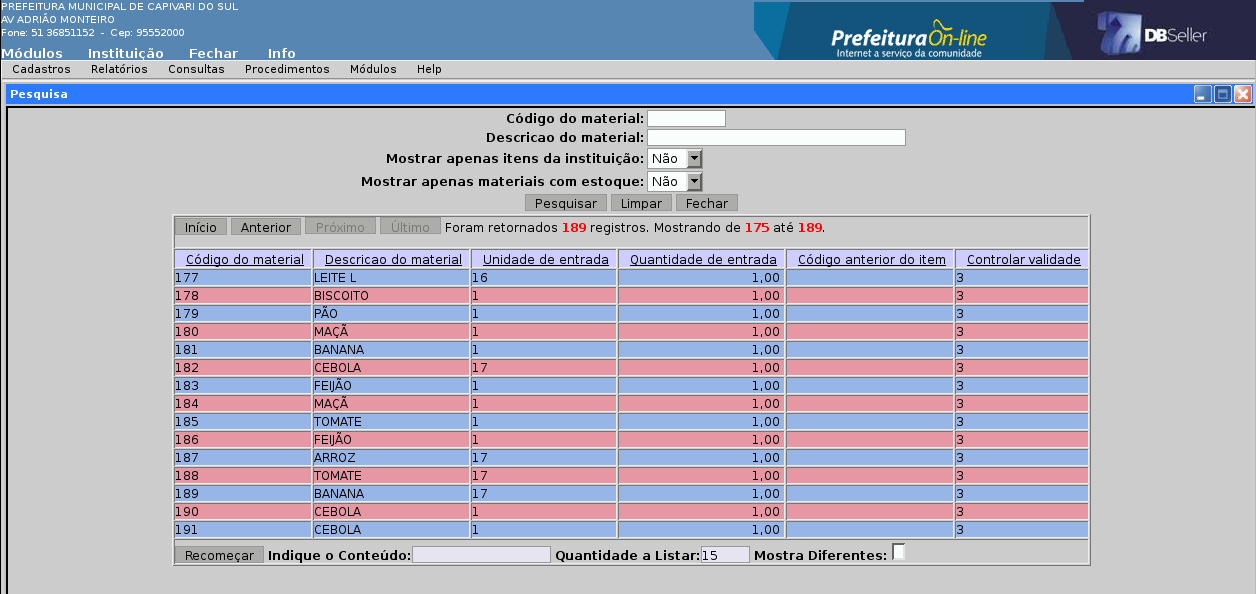 PREFEITURA MUNICIPAL DE CAPIVARI DO SUL
AV ADRIÃO MONTEIRO
Fone: 51 36851152 - Cep: 95552000
Prefeitura On-line
Internet a serviço da comunidade
DBSeller
Módulos Instituição Fechar Info
Cadastros Relatórios Consultas Procedimentos Módulos Help
Pesquisa
Código do material:
Descricao do material:
Mostrar apenas itens da instituição: Não
Mostrar apenas materiais com estoque: Não
Pesquisar Limpar Fechar
Início Anterior Próximo Último Foram retornados 189 registros. Mostrando de 175 até 189.
Código do material Descricao do material Unidade de entrada Quantidade de entrada Código anterior do item Controlar validade
177 LEITE L 16 1,00 3
178 BISCOITO 1 1,00 3
179 PÃO 1 1,00 3
180 MAÇÃ 1 1,00 3
181 BANANA 1 1,00 3
182 CEBOLA 17 1,00 3
183 FEIJÃO 1 1,00 3
184 MAÇÃ 1 1,00 3
185 TOMATE 1 1,00 3
186 FEIJÃO 1 1,00 3
187 ARROZ 17 1,00 3
188 TOMATE 17 1,00 3
189 BANANA 17 1,00 3
190 CEBOLA 1 1,00 3
191 CEBOLA 1 1,00 3
Recomeçar Indique o Conteúdo: Quantidade a Listar: 15 Mostra Diferentes: